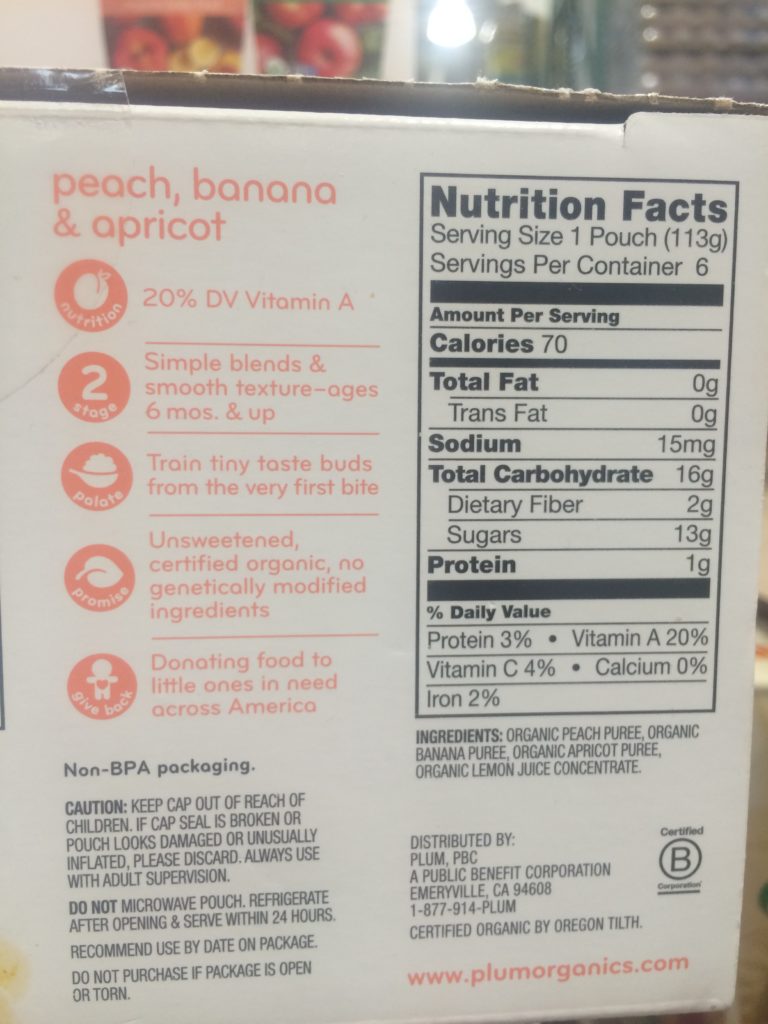 peach, banana
& apricot
nutrition
20% DV Vitamin A
2
stage
Simple blends &
smooth texture–ages
6 mos. & up
palate
Train tiny taste buds
from the very first bite
promise
Unsweetened,
certified organic, no
genetically modified
ingredients
give back
Donating food to
little ones in need
across America
Non-BPA packaging.
CAUTION: KEEP CAP OUT OF REACH OF
CHILDREN. IF CAP SEAL IS BROKEN OR
POUCH LOOKS DAMAGED OR UNUSUALLY
INFLATED, PLEASE DISCARD. ALWAYS USE
WITH ADULT SUPERVISION.
DO NOT MICROWAVE POUCH. REFRIGERATE
AFTER OPENING & SERVE WITHIN 24 HOURS.
RECOMMEND USE BY DATE ON PACKAGE.
DO NOT PURCHASE IF PACKAGE IS OPEN
OR TORN.
Nutrition Facts
Serving Size 1 Pouch (113g)
Servings Per Container 6
Amount Per Serving
Calories 70
Total Fat 0g
Trans Fat 0g
Sodium 15mg
Total Carbohydrate 16g
Dietary Fiber 2g
Sugars 13g
Protein 1g
% Daily Value
Protein 3% • Vitamin A 20%
Vitamin C 4% • Calcium 0%
Iron 2%
INGREDIENTS: ORGANIC PEACH PUREE, ORGANIC
BANANA PUREE, ORGANIC APRICOT PUREE,
ORGANIC LEMON JUICE CONCENTRATE.
DISTRIBUTED BY:
PLUM, PBC
A PUBLIC BENEFIT CORPORATION
EMERYVILLE, CA 94608
1-877-914-PLUM
CERTIFIED ORGANIC BY OREGON TILTH.
Certified
B
Corporation
www.plumorganics.com